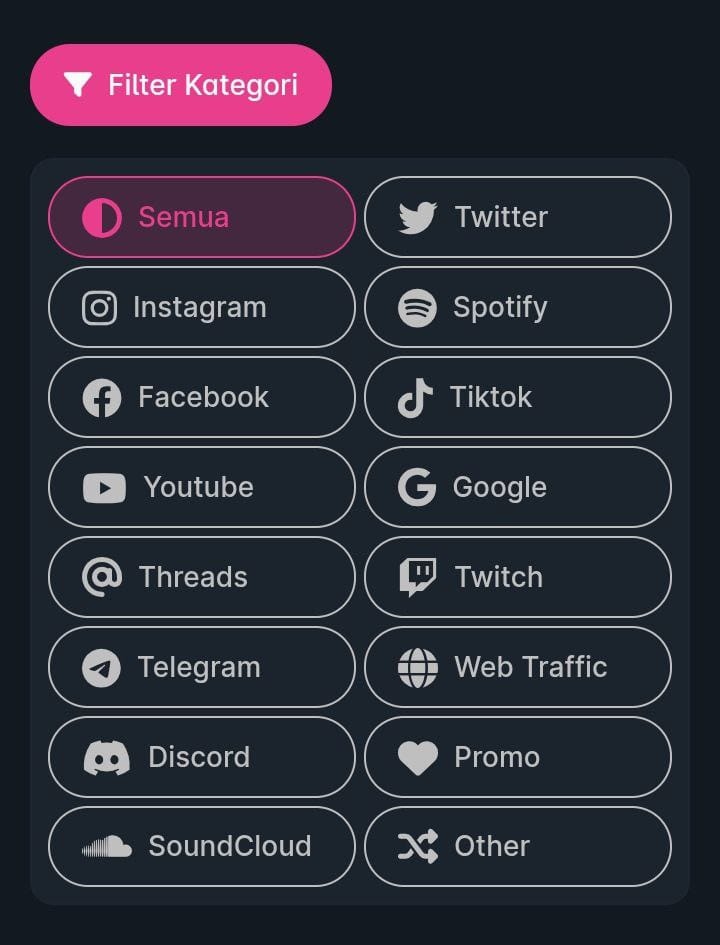 Filter Kategori
Semua
Twitter
Instagram
Spotify
Facebook
Tiktok
Youtube
Google
Threads
Twitch
Telegram
Web Traffic
Discord
Promo
SoundCloud
Other